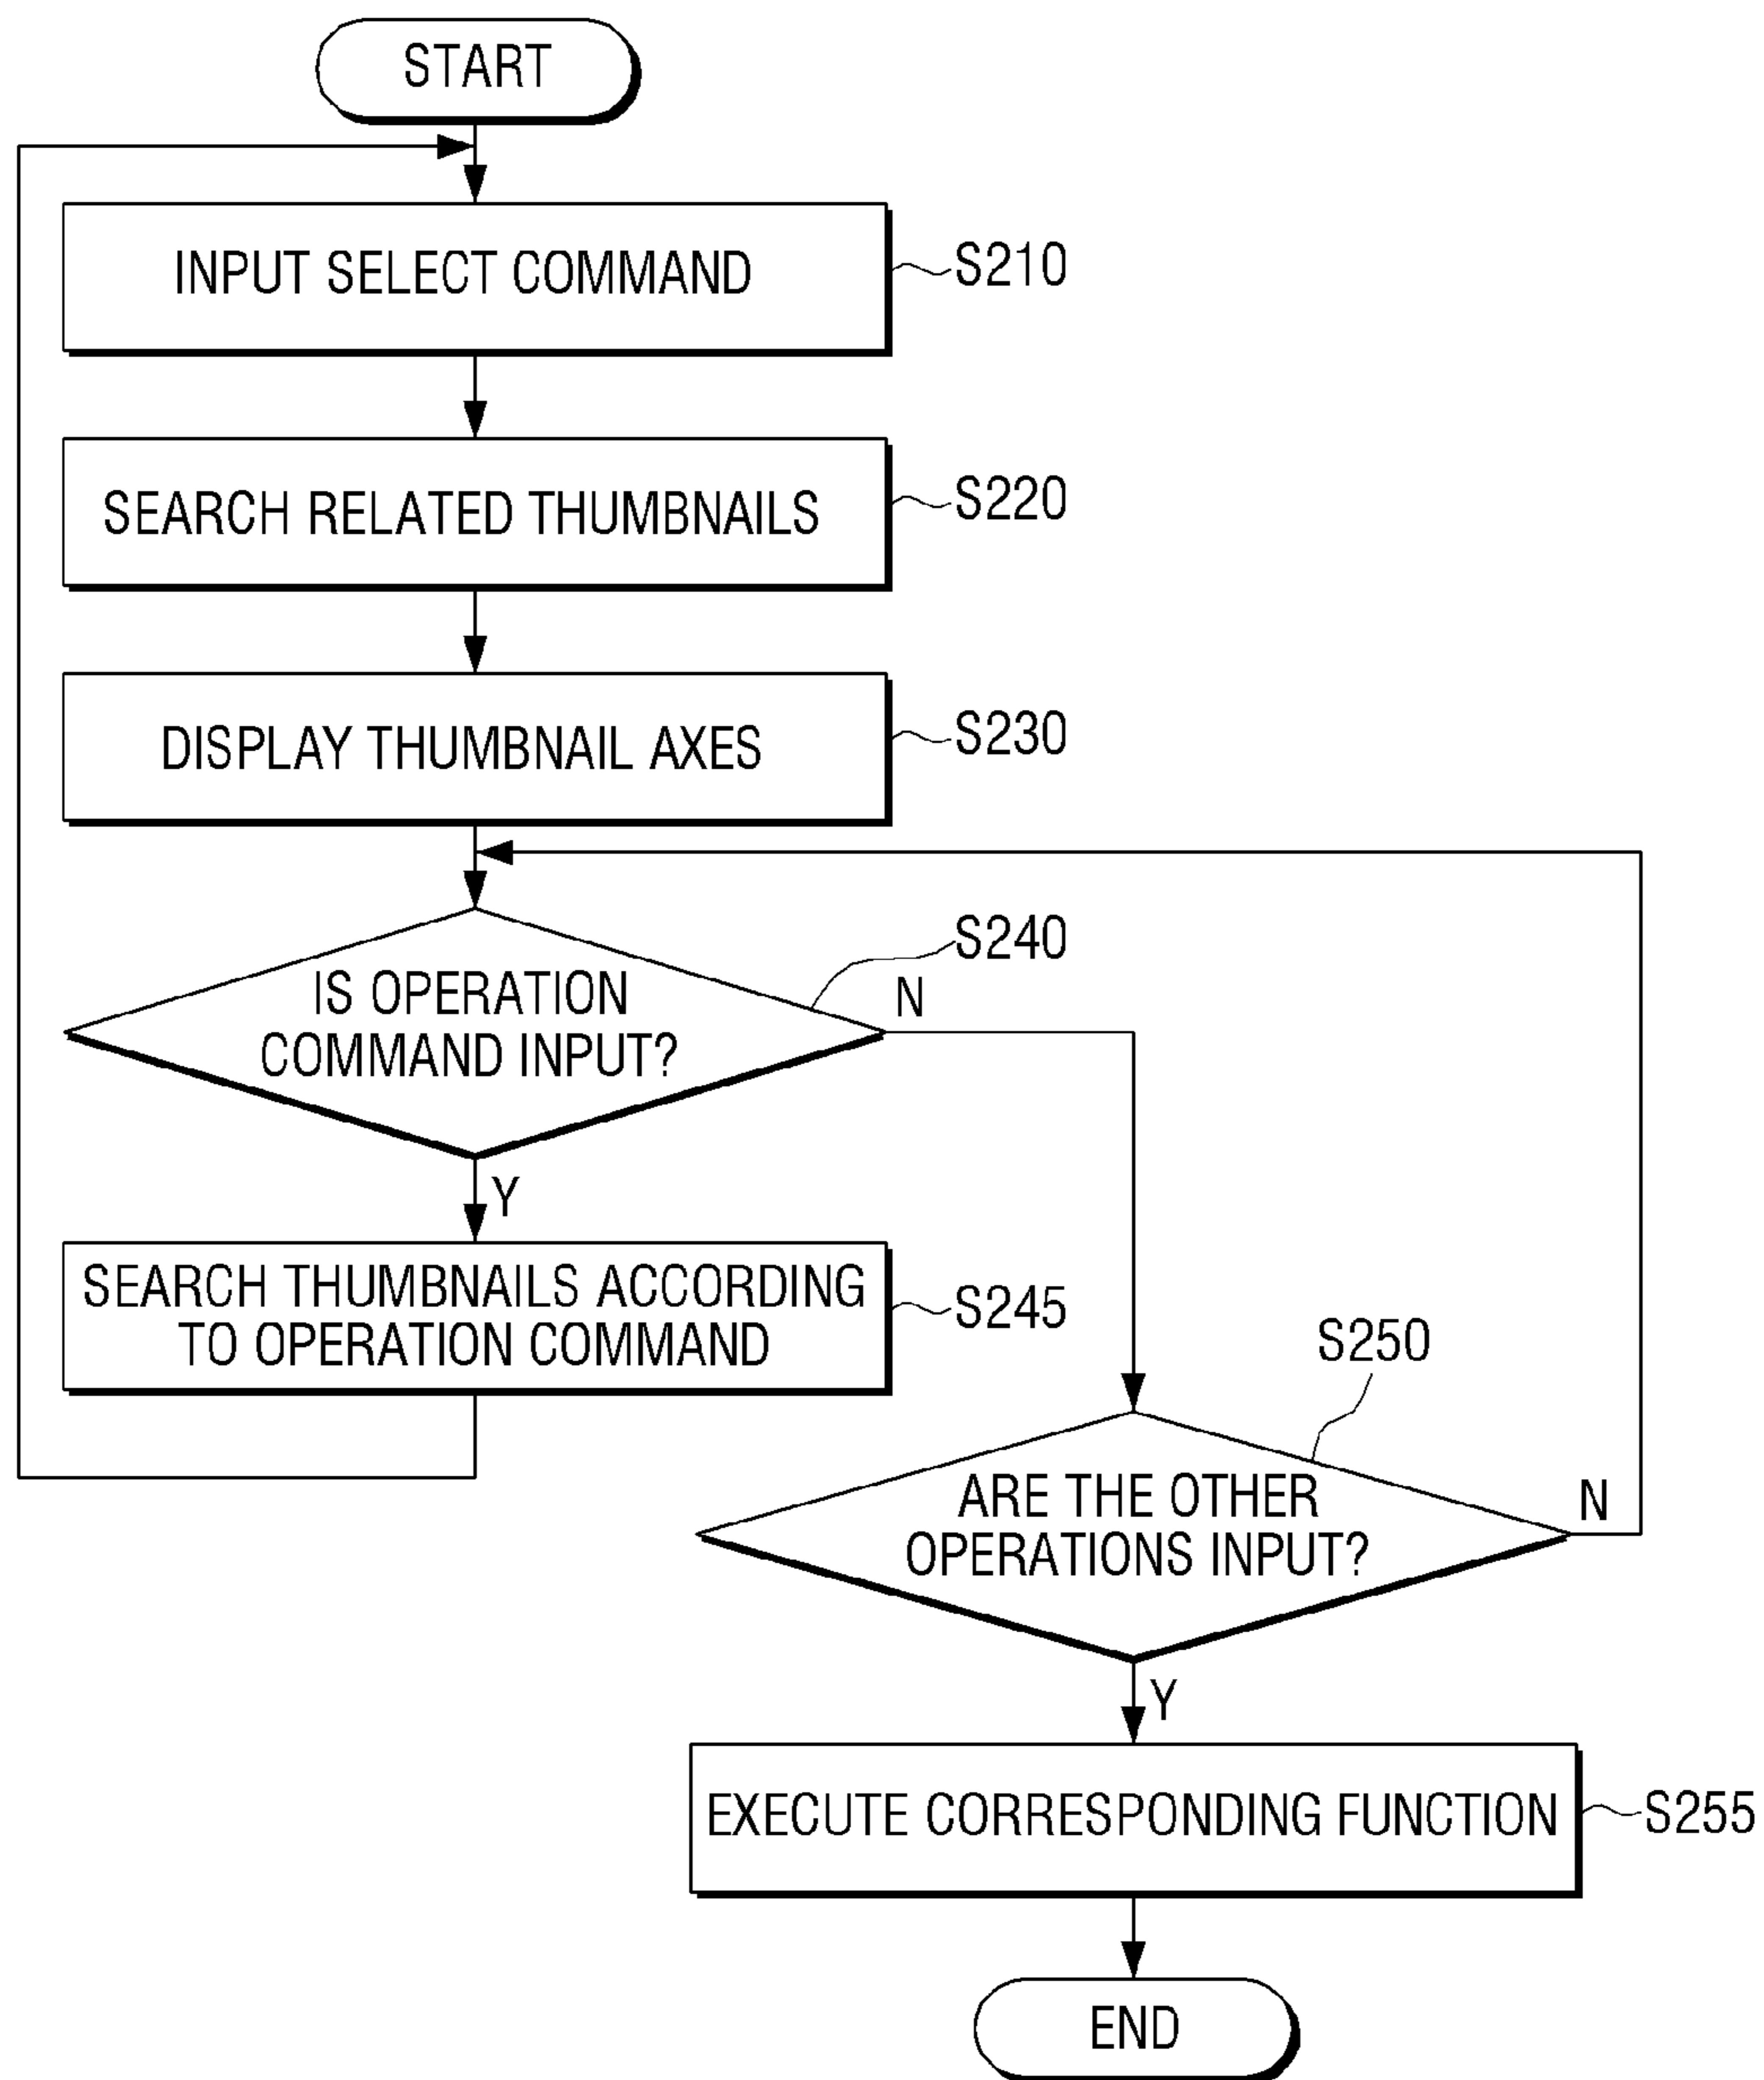 START
INPUT SELECT COMMAND
S210
SEARCH RELATED THUMBNAILS
S220
DISPLAY THUMBNAIL AXES
S230
S240
IS OPERATION
COMMAND INPUT?
N
Y
SEARCH THUMBNAILS ACCORDING
TO OPERATION COMMAND
S245
S250
ARE THE OTHER
OPERATIONS INPUT?
N
Y
EXECUTE CORRESPONDING FUNCTION
S255
END